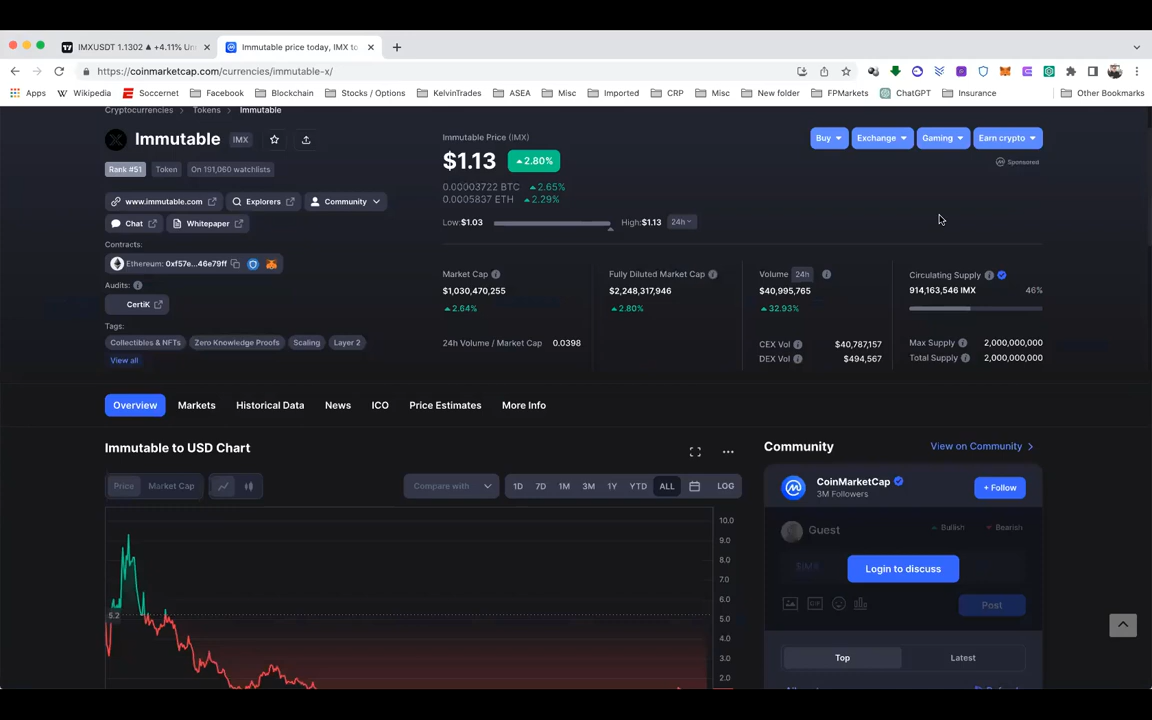 IMXUSDT 1.1302 ▲ +4.11% Un
Immutable price today, IMX to
https://coinmarketcap.com/currencies/immutable-x/
Apps Wikipedia Soccernet Facebook Blockchain Stocks / Options KelvinTrades ASEA Misc Imported CRP Misc New folder FPMarkets ChatGPT Insurance Other Bookmarks
Cryptocurrencies Tokens Immutable
Immutable IMX
Rank #51 Token On 191,060 watchlists
www.immutable.com Explorers Community
Chat Whitepaper
Contracts:
Ethereum: 0xf57e...46e79ff
Audits:
CertiK
Tags:
Collectibles & NFTs Zero Knowledge Proofs Scaling Layer 2
View all
Immutable Price (IMX)
$1.13 ▲2.80%
0.00003722 BTC ▲2.65%
0.0005837 ETH ▲2.29%
Low:$1.03 High:$1.13 24h
Buy Exchange Gaming Earn crypto
Sponsored
Market Cap
$1,030,470,255
▲2.64%
24h Volume / Market Cap 0.0398
Fully Diluted Market Cap
$2,248,317,946
▲2.80%
Volume 24h
$40,995,765
▲32.93%
CEX Vol $40,787,157
DEX Vol $494,567
Circulating Supply
914,163,546 IMX 46%
Max Supply 2,000,000,000
Total Supply 2,000,000,000
Overview Markets Historical Data News ICO Price Estimates More Info
Immutable to USD Chart
Price Market Cap Compare with 1D 7D 1M 3M 1Y YTD ALL LOG
10.0
9.0
8.0
7.0
6.0
5.2
5.0
4.0
3.0
2.0
Community View on Community
CoinMarketCap
3M Followers
+ Follow
Guest Bullish Bearish
$IMX
Login to discuss
GIF
Post
Top Latest